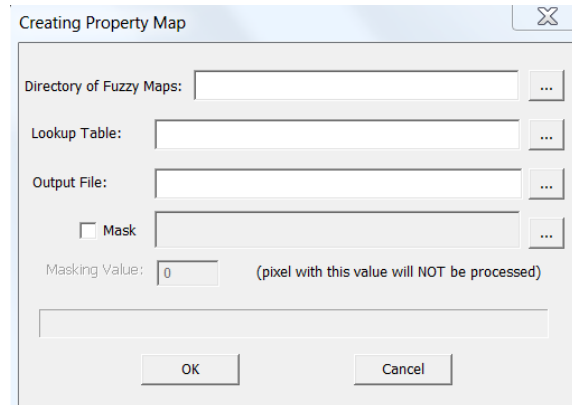 Creating Property Map
Directory of Fuzzy Maps: ...
Lookup Table: ...
Output File: ...
Mask ...
Masking Value: 0 (pixel with this value will NOT be processed)
OK Cancel